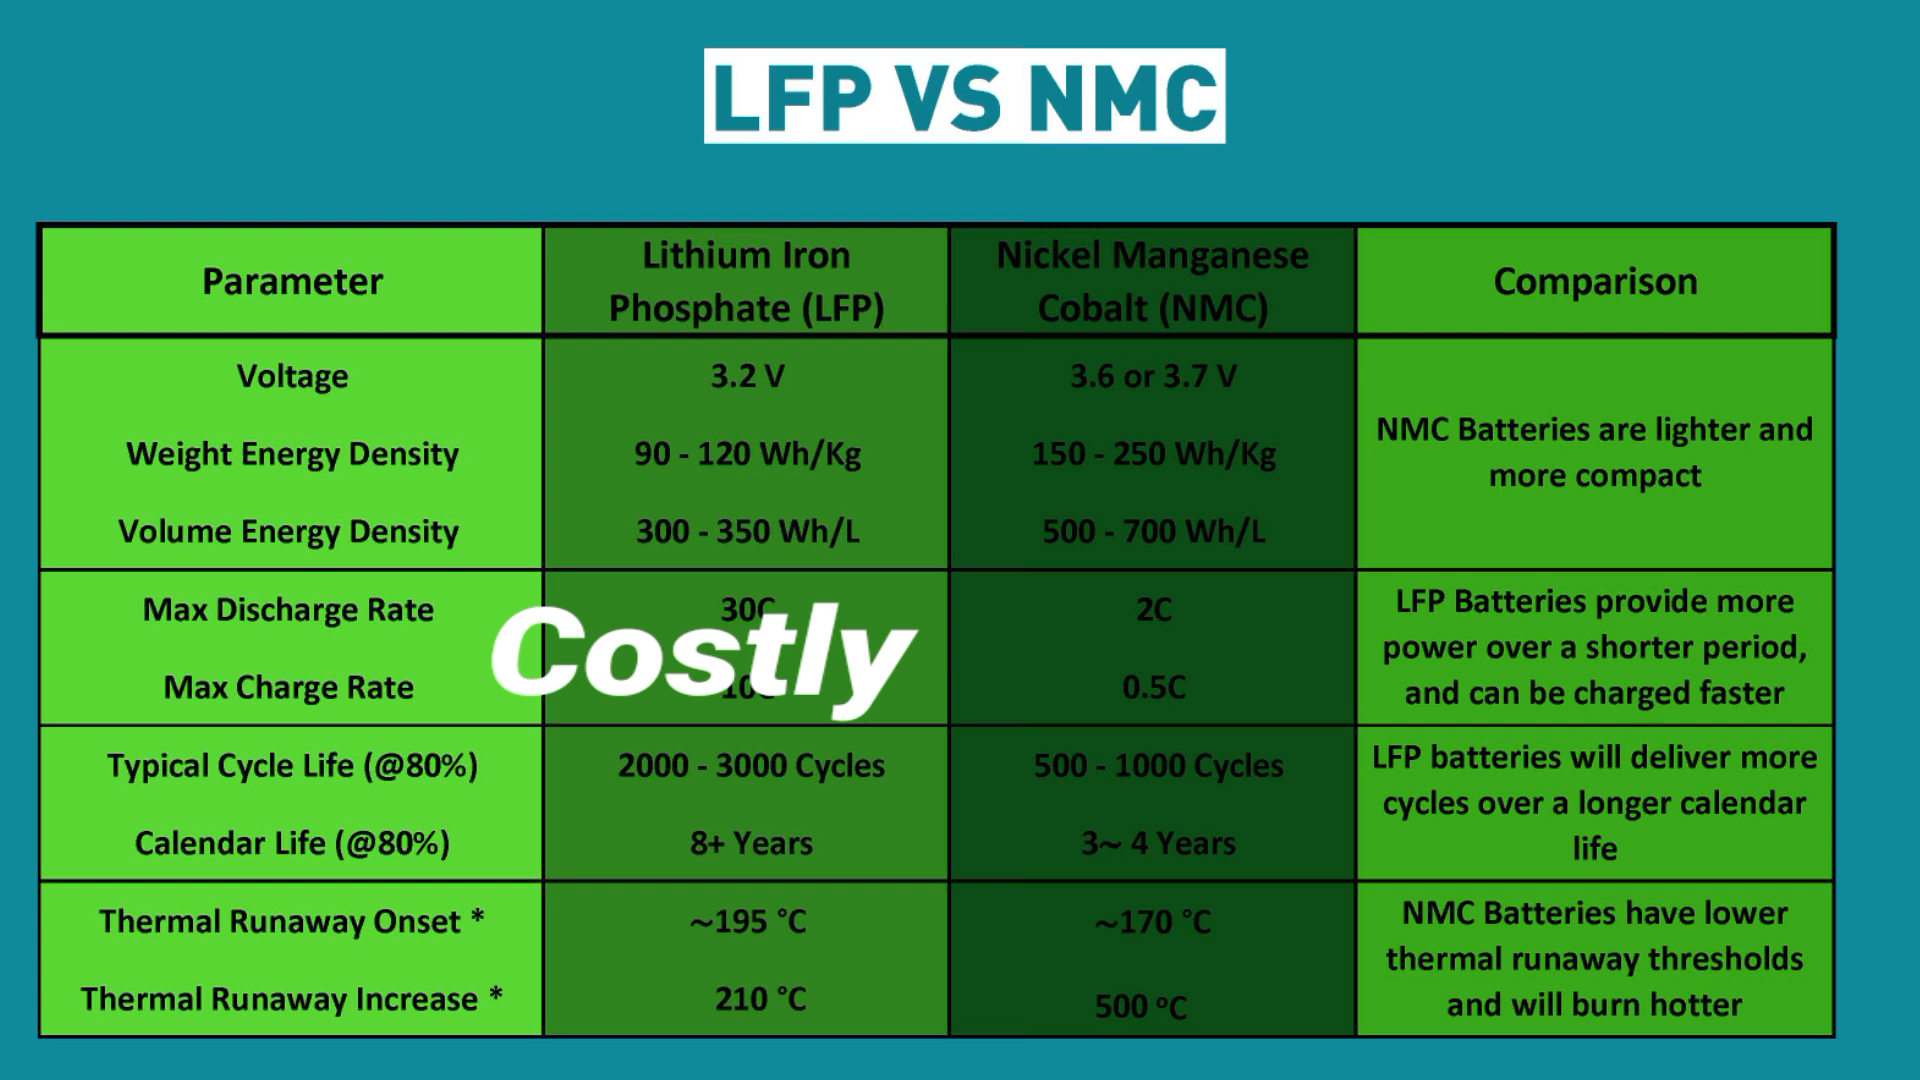 LFP VS NMC
Parameter
Lithium Iron
Phosphate (LFP)
Nickel Manganese
Cobalt (NMC)
Comparison
Voltage
3.2 V
3.6 or 3.7 V
Weight Energy Density
90 - 120 Wh/Kg
150 - 250 Wh/Kg
Volume Energy Density
300 - 350 Wh/L
500 - 700 Wh/L
NMC Batteries are lighter and
more compact
Max Discharge Rate
30C
2C
Max Charge Rate
10C
0.5C
Costly
LFP Batteries provide more
power over a shorter period,
and can be charged faster
Typical Cycle Life (@80%)
2000 - 3000 Cycles
500 - 1000 Cycles
Calendar Life (@80%)
8+ Years
3~ 4 Years
LFP batteries will deliver more
cycles over a longer calendar
life
Thermal Runaway Onset *
~195 °C
~170 °C
Thermal Runaway Increase *
210 °C
500 °C
NMC Batteries have lower
thermal runaway thresholds
and will burn hotter